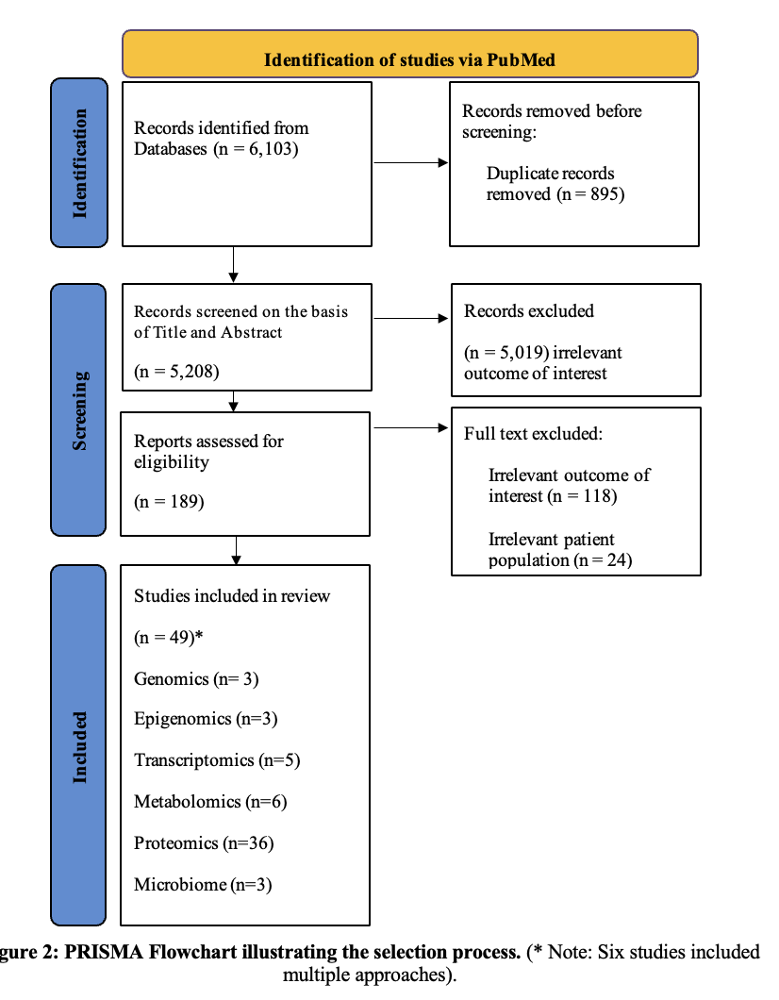 Identification of studies via PubMed
Identification
Records identified from
Databases (n = 6,103)
Records removed before
screening:
Duplicate records
removed (n = 895)
Screening
Records screened on the basis
of Title and Abstract
(n = 5,208)
Records excluded
(n = 5,019) irrelevant
outcome of interest
Reports assessed for
eligibility
(n = 189)
Full text excluded:
Irrelevant outcome of
interest (n = 118)
Irrelevant patient
population (n = 24)
Included
Studies included in review
(n = 49)*
Genomics (n= 3)
Epigenomics (n=3)
Transcriptomics (n=5)
Metabolomics (n=6)
Proteomics (n=36)
Microbiome (n=3)
gure 2: PRISMA Flowchart illustrating the selection process. (* Note: Six studies included
multiple approaches).